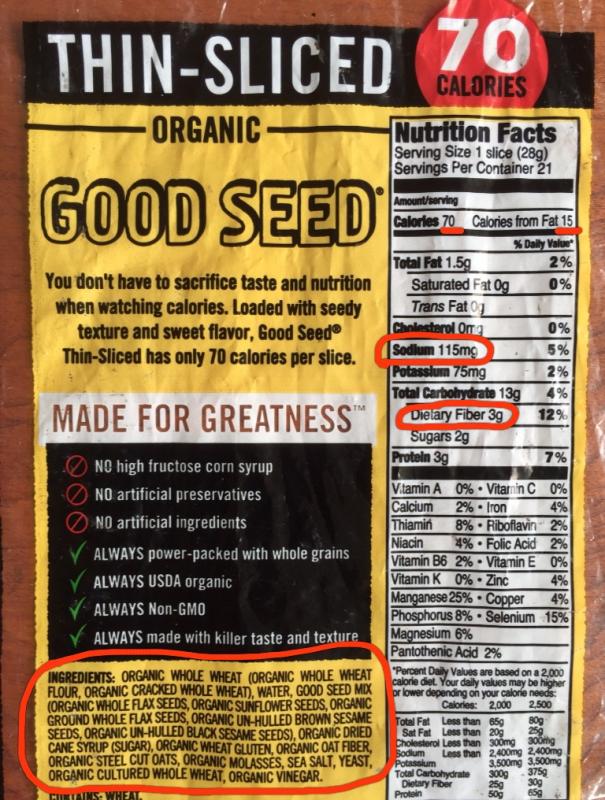 THIN-SLICED
70
CALORIES
ORGANIC
GOOD SEED®
You don't have to sacrifice taste and nutrition
when watching calories. Loaded with seedy
texture and sweet flavor, Good Seed®
Thin-Sliced has only 70 calories per slice.
MADE FOR GREATNESS™
NO high fructose corn syrup
NO artificial preservatives
NO artificial ingredients
ALWAYS power-packed with whole grains
ALWAYS USDA organic
ALWAYS Non-GMO
ALWAYS made with killer taste and texture
INGREDIENTS: ORGANIC WHOLE WHEAT (ORGANIC WHOLE WHEAT
FLOUR, ORGANIC CRACKED WHOLE WHEAT), WATER, GOOD SEED MIX
(ORGANIC WHOLE FLAX SEEDS, ORGANIC SUNFLOWER SEEDS, ORGANIC
GROUND WHOLE FLAX SEEDS, ORGANIC UN-HULLED BROWN SESAME
SEEDS, ORGANIC UN-HULLED BLACK SESAME SEEDS), ORGANIC DRIED
CANE SYRUP (SUGAR), ORGANIC WHEAT GLUTEN, ORGANIC OAT FIBER,
ORGANIC STEEL CUT OATS, ORGANIC MOLASSES, SEA SALT, YEAST,
ORGANIC CULTURED WHOLE WHEAT, ORGANIC VINEGAR.
CONTAINS: WHEAT.
Nutrition Facts
Serving Size 1 slice (28g)
Servings Per Container 21
Amount/serving
Calories 70 Calories from Fat 15
% Daily Value*
Total Fat 1.5g 2%
Saturated Fat 0g 0%
Trans Fat 0g
Cholesterol 0mg 0%
Sodium 115mg 5%
Potassium 75mg 2%
Total Carbohydrate 13g 4%
Dietary Fiber 3g 12%
Sugars 2g
Protein 3g 7%
Vitamin A 0% • Vitamin C 0%
Calcium 2% • Iron 4%
Thiamin 8% • Riboflavin 2%
Niacin 4% • Folic Acid 2%
Vitamin B6 2% • Vitamin E 0%
Vitamin K 0% • Zinc 4%
Manganese 25% • Copper 4%
Phosphorus 8% • Selenium 15%
Magnesium 6%
Pantothenic Acid 2%
*Percent Daily Values are based on a 2,000
calorie diet. Your daily values may be higher
or lower depending on your calorie needs:
Calories: 2,000 2,500
Total Fat Less than 65g 80g
Sat Fat Less than 20g 25g
Cholesterol Less than 300mg 300mg
Sodium Less than 2,400mg 2,400mg
Potassium 3,500mg 3,500mg
Total Carbohydrate 300g 375g
Dietary Fiber 25g 30g
Protein 50g 65g